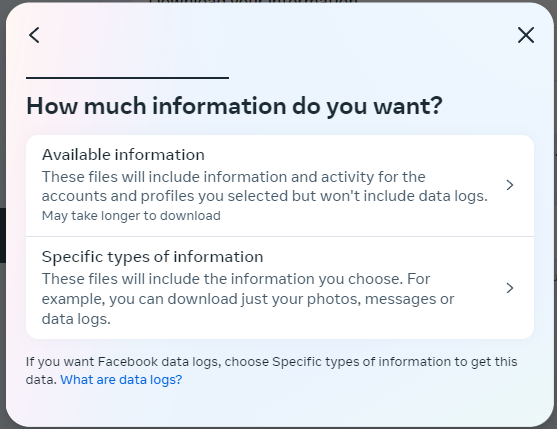 Download your information
How much information do you want?
Available information
These files will include information and activity for the
accounts and profiles you selected but won't include data logs.
May take longer to download
Specific types of information
These files will include the information you choose. For
example, you can download just your photos, messages or
data logs.
If you want Facebook data logs, choose Specific types of information to get this
data. What are data logs?